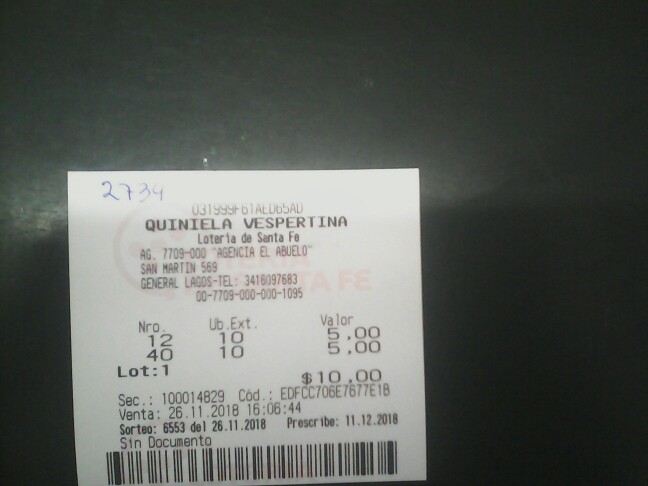 2734
031999F61AED65AD
QUINIELA VESPERTINA
Lotería de Santa Fe
AG. 7709-000 "AGENCIA EL ABUELO"
SAN MARTIN 569
GENERAL LAGOS-TEL: 3416097683
00-7709-000-000-1095
Nro. Ub.Ext. Valor
12 10 5,00
40 10 5,00
Lot:1
$10,00
Sec.: 100014829 Cód.: EDFCC706E7677E1B
Venta: 26.11.2018 16:06:44
Sorteo: 6553 del 26.11.2018 Prescribe: 11.12.2018
Sin Documento